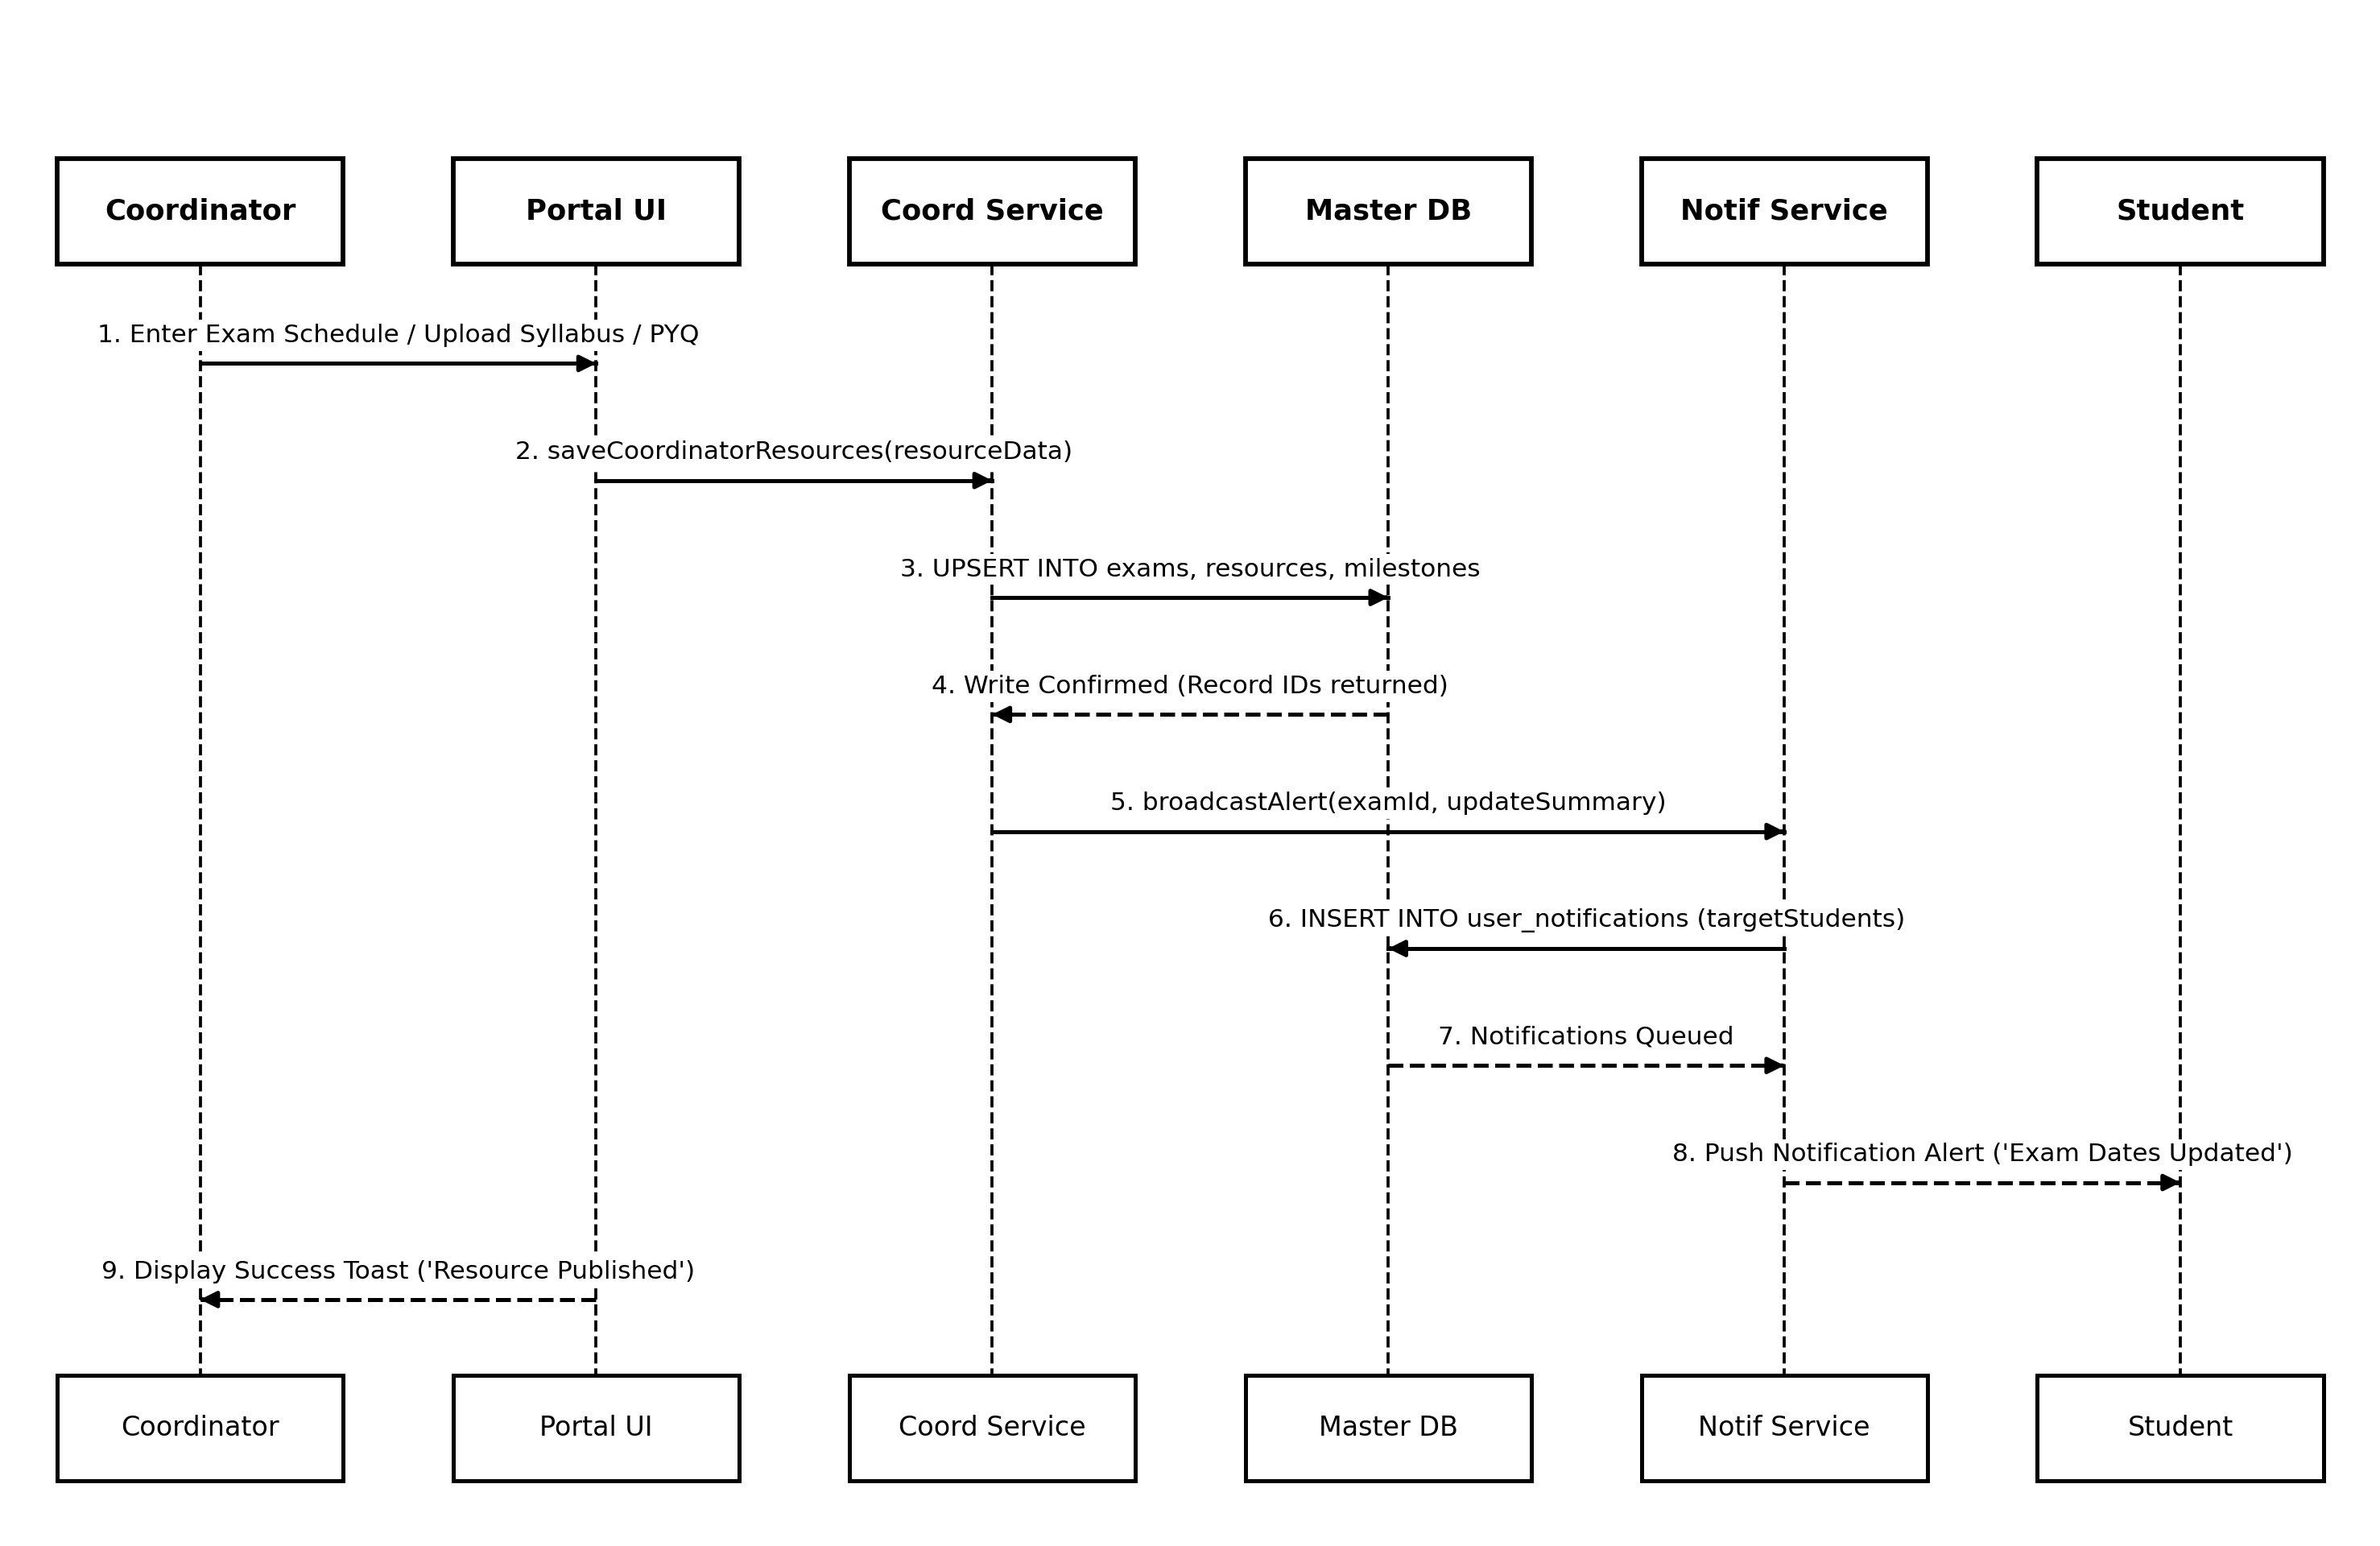 Coordinator
Portal UI
Coord Service
Master DB
Notif Service
Student
1. Enter Exam Schedule / Upload Syllabus / PYQ
2. saveCoordinatorResources(resourceData)
3. UPSERT INTO exams, resources, milestones
4. Write Confirmed (Record IDs returned)
5. broadcastAlert(examId, updateSummary)
6. INSERT INTO user_notifications (targetStudents)
7. Notifications Queued
8. Push Notification Alert ('Exam Dates Updated')
9. Display Success Toast ('Resource Published')
Coordinator
Portal UI
Coord Service
Master DB
Notif Service
Student